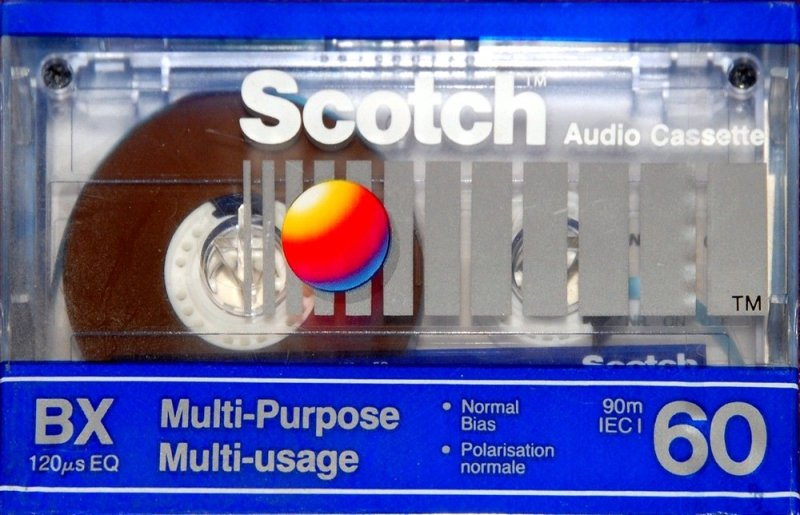 Scotch™
Audio Cassette
TM
Scotch
BX
120μs EQ
Multi-Purpose
Multi-usage
• Normal
Bias
• Polarisation
normale
90m
IEC I
60